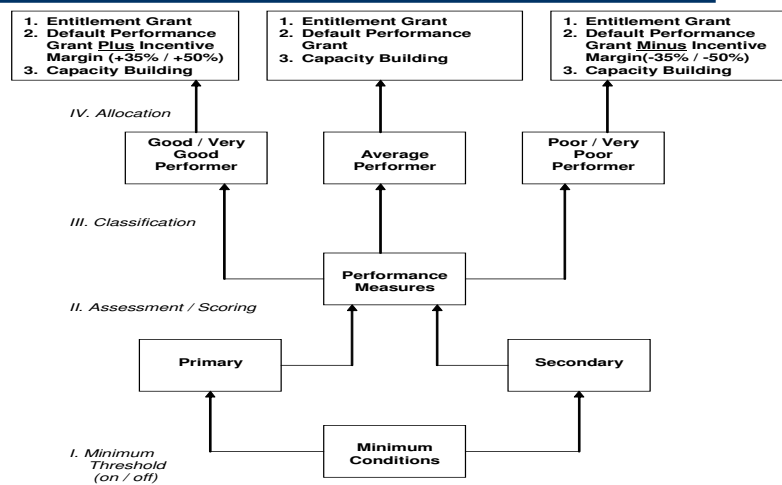 1. Entitlement Grant
2. Default Performance
Grant Plus Incentive
Margin (+35% / +50%)
3. Capacity Building
1. Entitlement Grant
2. Default Performance
Grant
3. Capacity Building
1. Entitlement Grant
2. Default Performance
Grant Minus Incentive
Margin(-35% / -50%)
3. Capacity Building
IV. Allocation
Good / Very
Good
Performer
Average
Performer
Poor / Very
Poor
Performer
III. Classification
Performance
Measures
II. Assessment / Scoring
Primary
Secondary
I. Minimum
Threshold
(on / off)
Minimum
Conditions